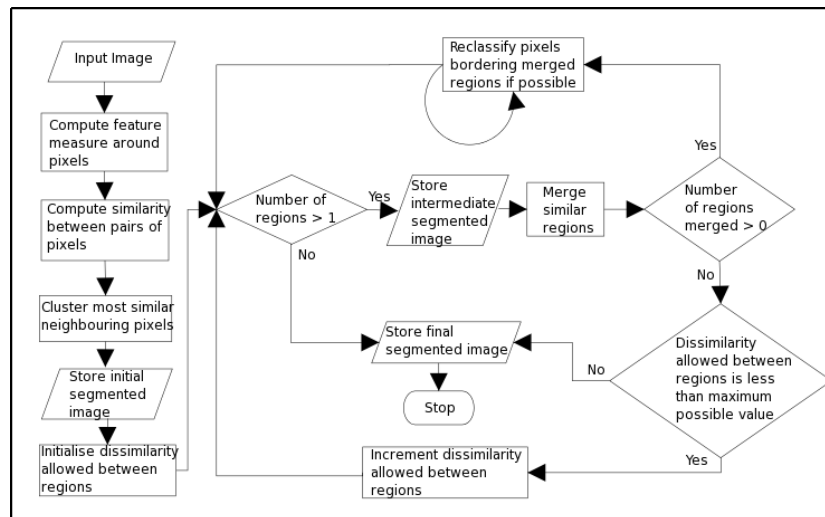 Input Image
Compute feature
measure around
pixels
Compute similarity
between pairs of
pixels
Cluster most similar
neighbouring pixels
Store initial
segmented
image
Initialise dissimilarity
allowed between
regions
Number of
regions > 1
Yes
No
Store
intermediate
segmented
image
Merge
similar
regions
Number
of regions
merged > 0
Yes
No
Reclassify pixels
bordering merged
regions if possible
Dissimilarity
allowed between
regions is less
than maximum
possible value
No
Yes
Store final
segmented image
Stop
Increment dissimilarity
allowed between
regions